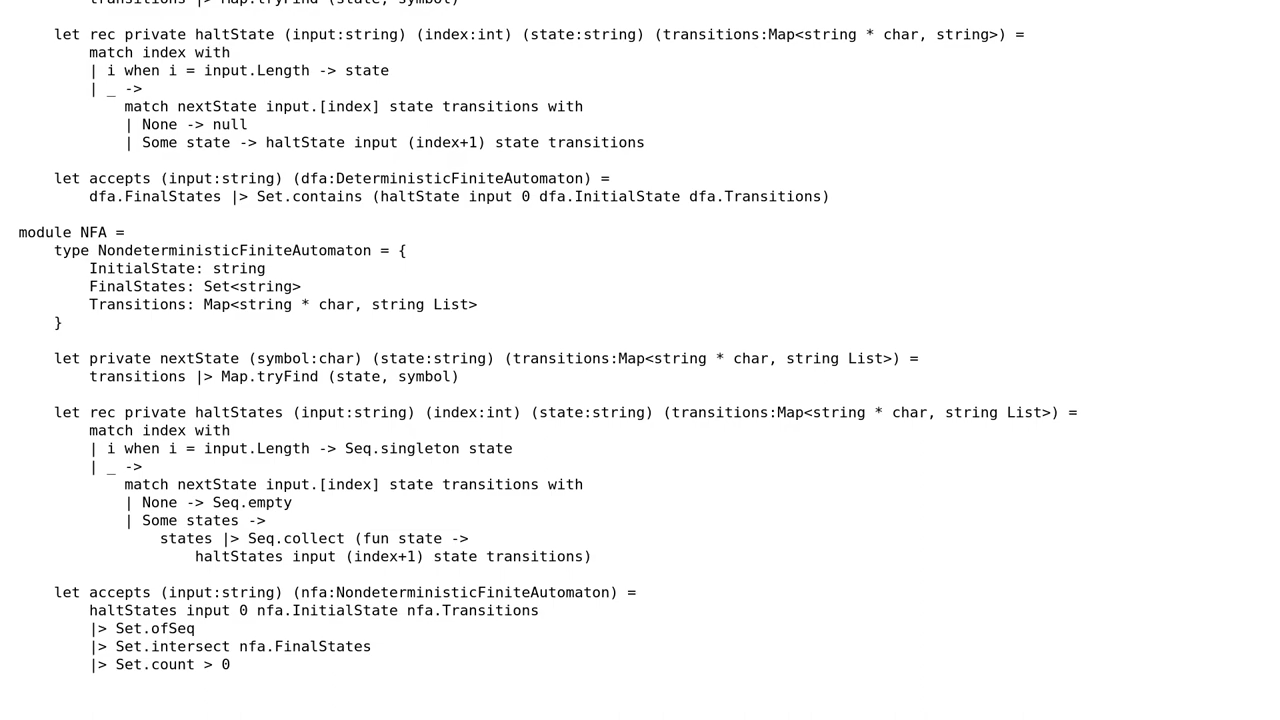 transitions |> Map.tryFind (state, symbol)
let rec private haltState (input:string) (index:int) (state:string) (transitions:Map<string * char, string>) =
match index with
| i when i = input.Length -> state
| _ ->
match nextState input.[index] state transitions with
| None -> null
| Some state -> haltState input (index+1) state transitions
let accepts (input:string) (dfa:DeterministicFiniteAutomaton) =
dfa.FinalStates |> Set.contains (haltState input 0 dfa.InitialState dfa.Transitions)
module NFA =
type NondeterministicFiniteAutomaton = {
InitialState: string
FinalStates: Set<string>
Transitions: Map<string * char, string List>
}
let private nextState (symbol:char) (state:string) (transitions:Map<string * char, string List>) =
transitions |> Map.tryFind (state, symbol)
let rec private haltStates (input:string) (index:int) (state:string) (transitions:Map<string * char, string List>) =
match index with
| i when i = input.Length -> Seq.singleton state
| _ ->
match nextState input.[index] state transitions with
| None -> Seq.empty
| Some states ->
states |> Seq.collect (fun state ->
haltStates input (index+1) state transitions)
let accepts (input:string) (nfa:NondeterministicFiniteAutomaton) =
haltStates input 0 nfa.InitialState nfa.Transitions
|> Set.ofSeq
|> Set.intersect nfa.FinalStates
|> Set.count > 0